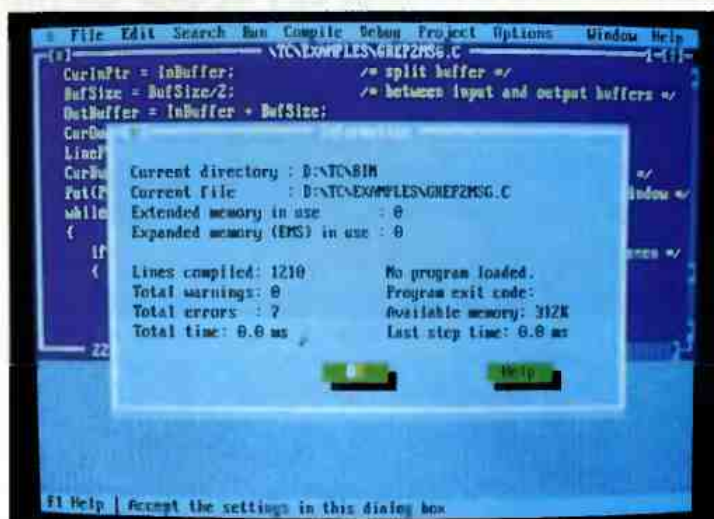 ≡ File Edit Search Run Compile Debug Project Options Window Help
\TC\EXAMPLES\GREP2MSG.C 1
CurInPtr = InBuffer; /* split buffer */
BufSize = BufSize/2; /* between input and output buffers */
OutBuffer = InBuffer + BufSize;
Information
Current directory : D:\TC\BIN
Current file : D:\TC\EXAMPLES\GREP2MSG.C
Extended memory in use : 0
Expanded memory (EMS) in use : 0
Lines compiled: 1210 No program loaded.
Total warnings: 0 Program exit code:
Total errors : 7 Available memory: 312K
Total time: 0.0 ms Last step time: 0.0 ms
while
{
if
{
Help
F1 Help | Accept the settings in this dialog box